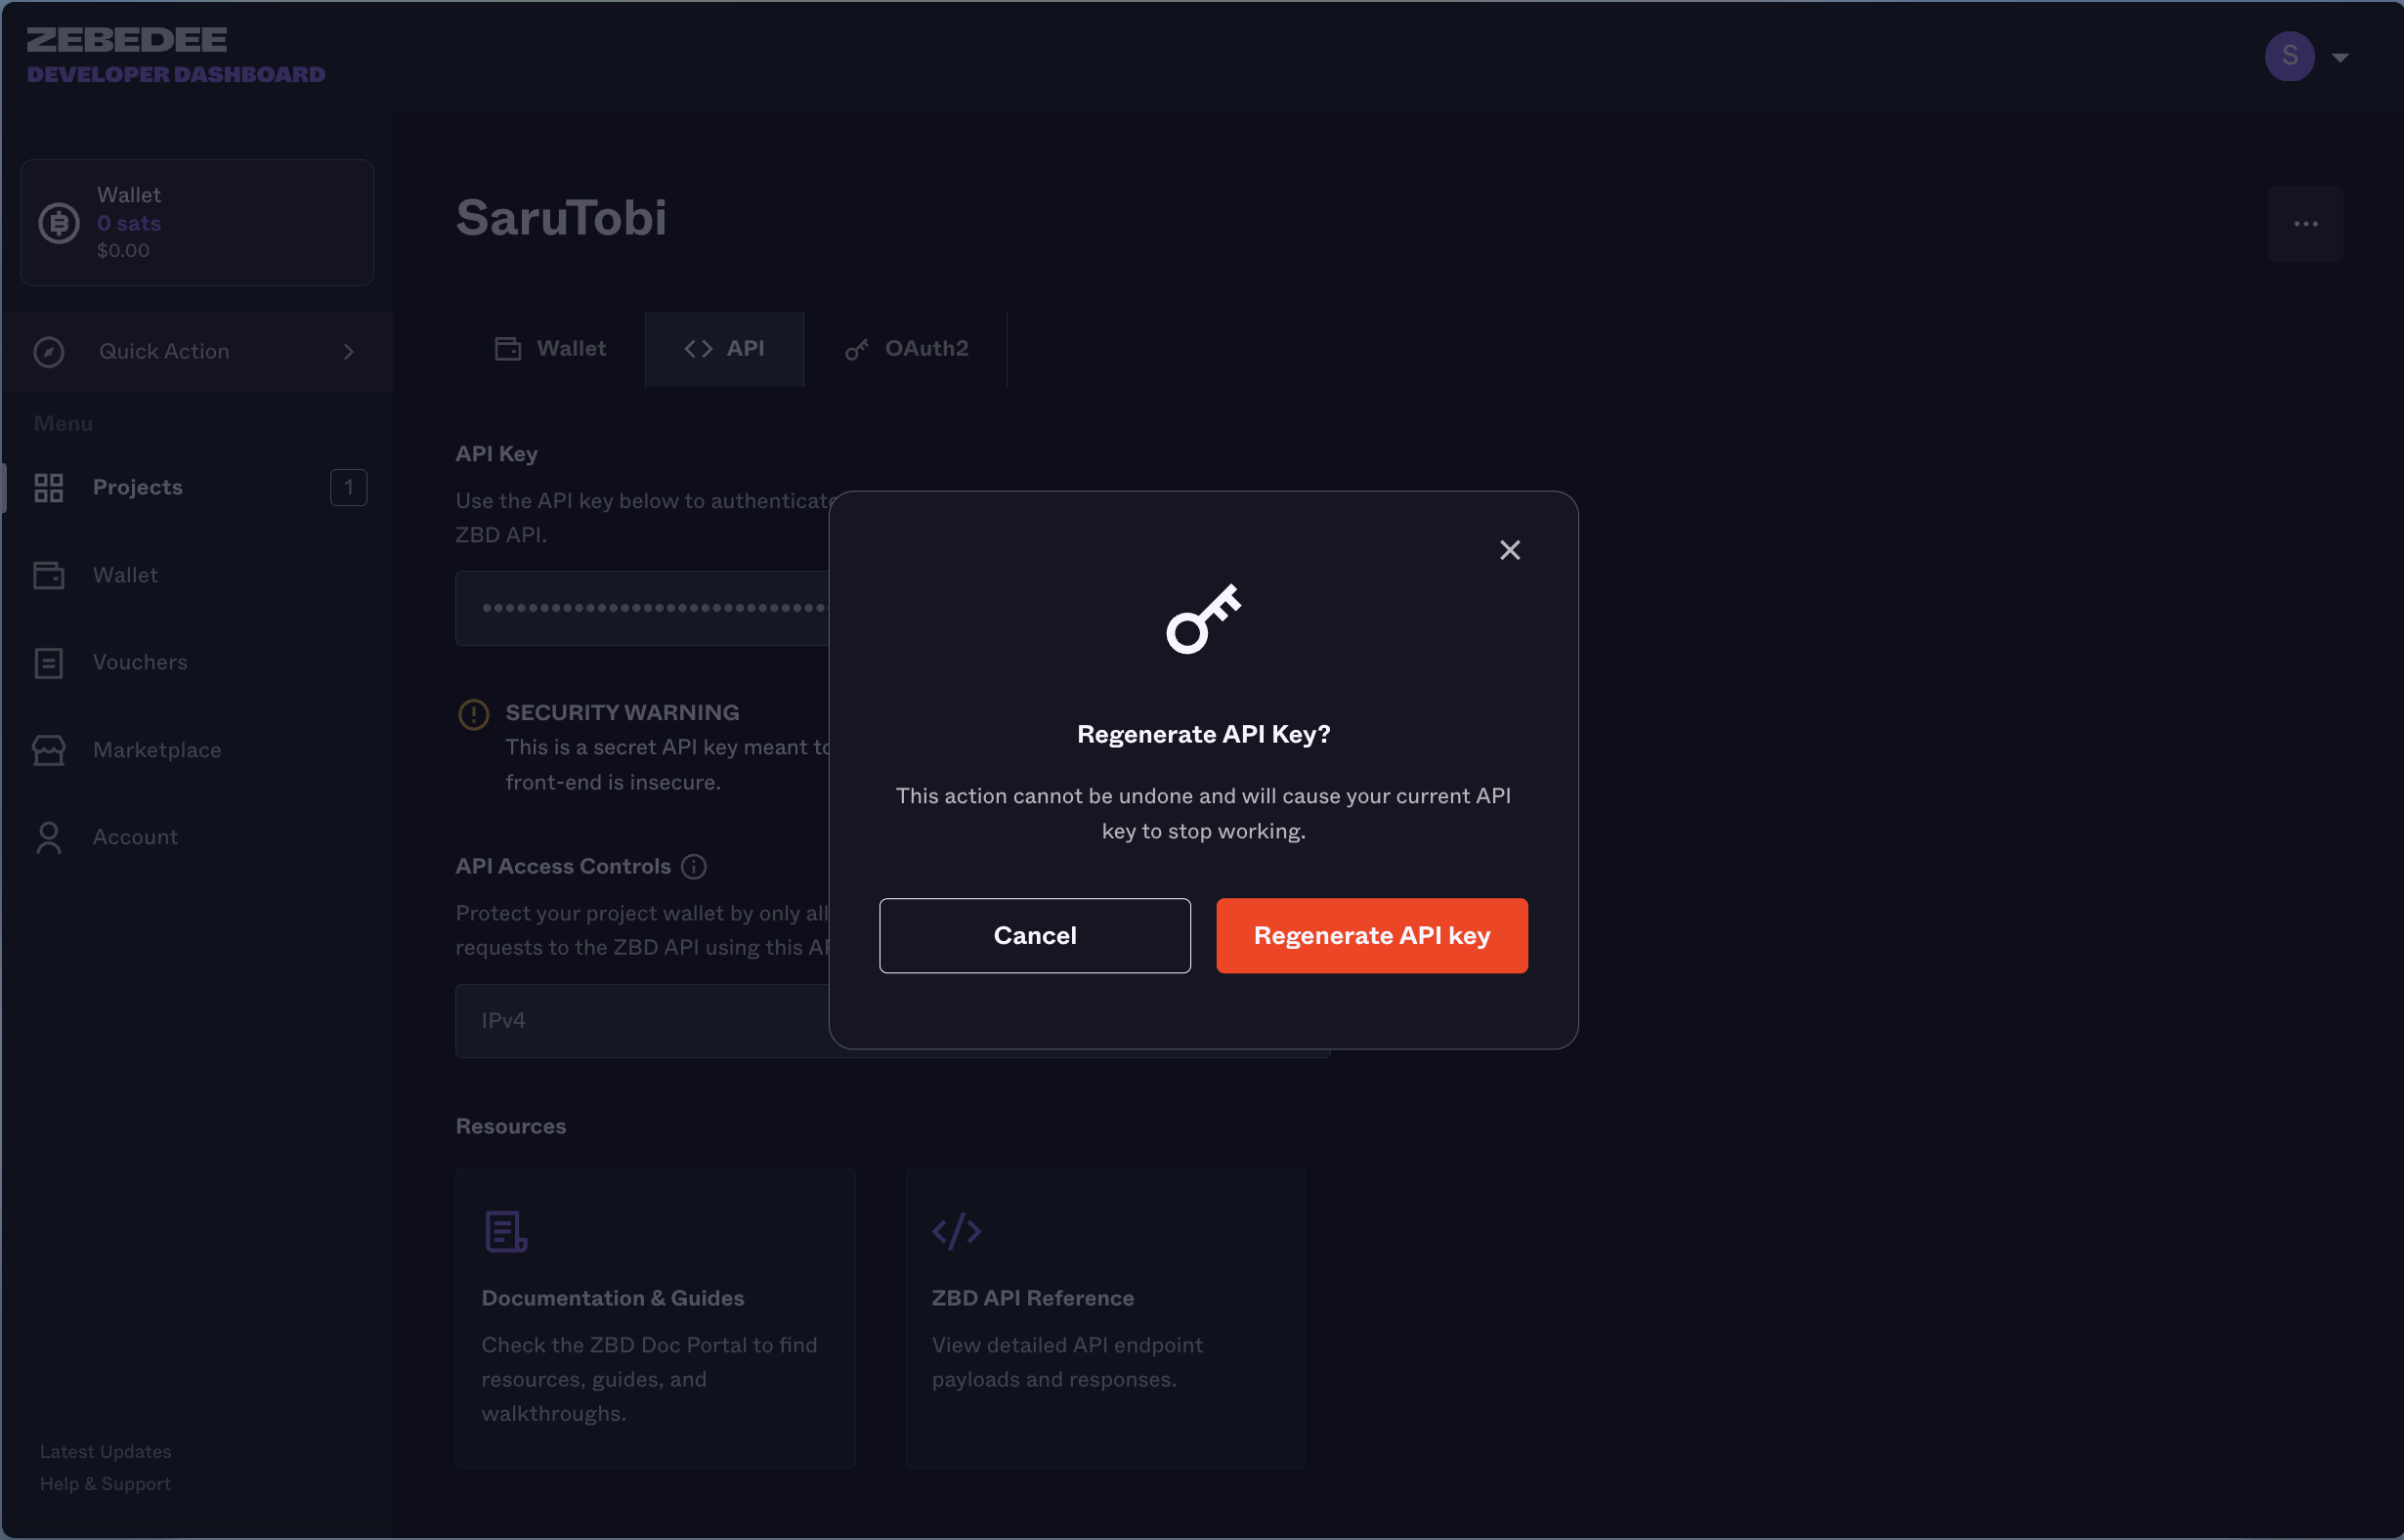 ZEBEDEE
DEVELOPER DASHBOARD
S
Wallet
0 sats
$0.00
Quick Action
Menu
Projects
1
Wallet
Vouchers
Marketplace
Account
Latest Updates
Help & Support
SaruTobi
Wallet
API
OAuth2
API Key
Use the API key below to authenticate
ZBD API.
SECURITY WARNING
This is a secret API key meant to
front-end is insecure.
API Access Controls
Protect your project wallet by only all
requests to the ZBD API using this AP
IPv4
Regenerate API Key?
This action cannot be undone and will cause your current API
key to stop working.
Cancel
Regenerate API key
Resources
Documentation & Guides
Check the ZBD Doc Portal to find
resources, guides, and
walkthroughs.
ZBD API Reference
View detailed API endpoint
payloads and responses.